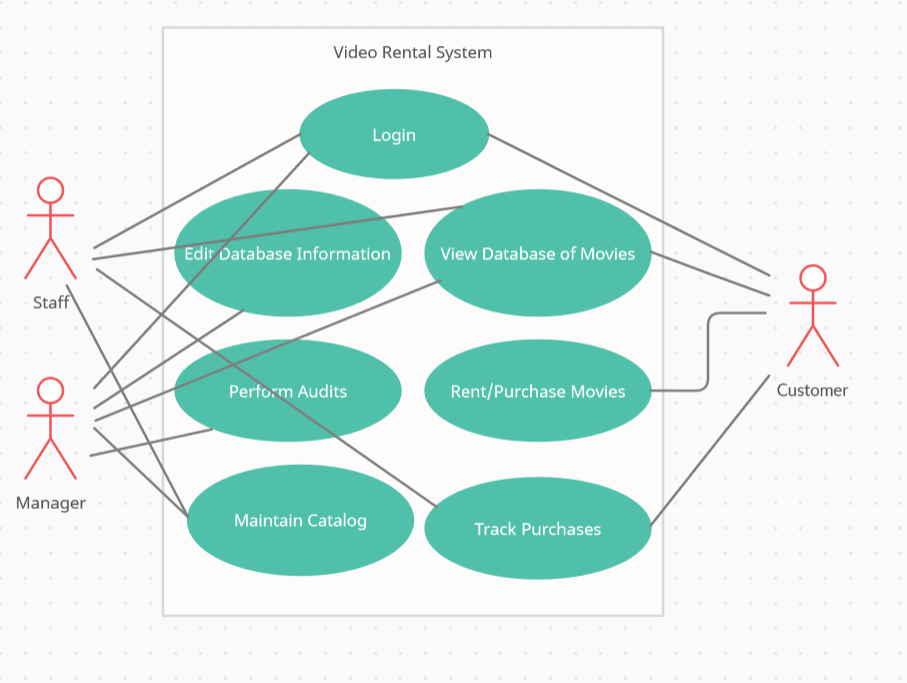 Video Rental System
Login
Edit Database Information
View Database of Movies
Staff
Perform Audits
Rent/Purchase Movies
Customer
Manager
Maintain Catalog
Track Purchases